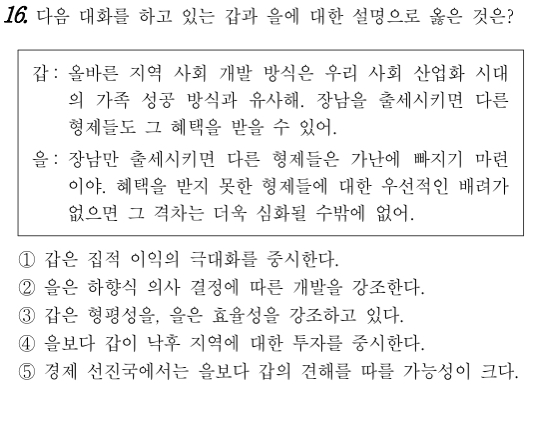 16. 다음 대화를 하고 있는 갑과 을에 대한 설명으로 옳은 것은?
갑 : 올바른 지역 사회 개발 방식은 우리 사회 산업화 시대
의 가족 성공 방식과 유사해. 장남을 출세시키면 다른
형제들도 그 혜택을 받을 수 있어.
을 : 장남만 출세시키면 다른 형제들은 가난에 빠지기 마련
이야. 혜택을 받지 못한 형제들에 대한 우선적인 배려가
없으면 그 격차는 더욱 심화될 수밖에 없어.
① 갑은 집적 이익의 극대화를 중시한다.
② 을은 하향식 의사 결정에 따른 개발을 강조한다.
③ 갑은 형평성을, 을은 효율성을 강조하고 있다.
④ 을보다 갑이 낙후 지역에 대한 투자를 중시한다.
⑤ 경제 선진국에서는 을보다 갑의 견해를 따를 가능성이 크다.